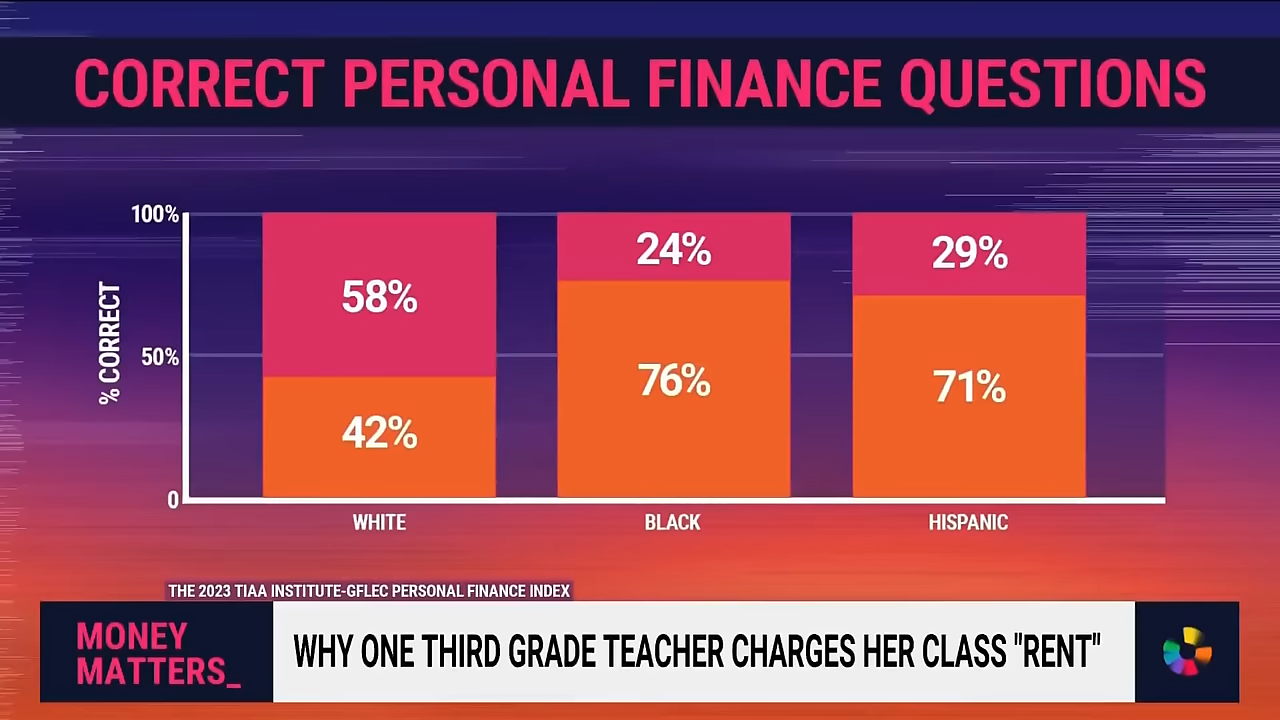 CORRECT PERSONAL FINANCE QUESTIONS
100%
50%
0
% CORRECT
58%
42%
24%
76%
29%
71%
WHITE
BLACK
HISPANIC
THE 2023 TIAA INSTITUTE-GFLEC PERSONAL FINANCE INDEX
MONEY
MATTERS_
WHY ONE THIRD GRADE TEACHER CHARGES HER CLASS "RENT"